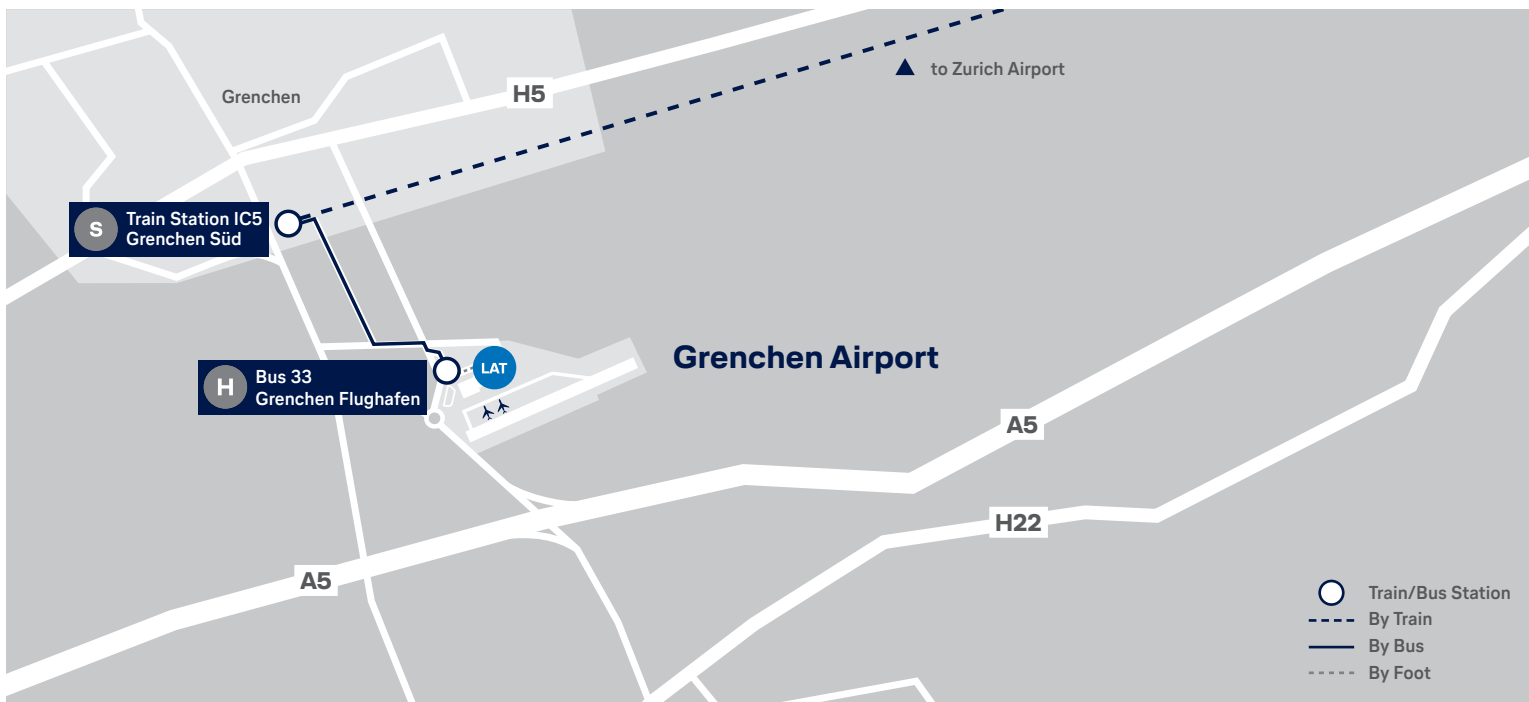 to Zurich Airport
Grenchen
H5
S
Train Station IC5
Grenchen Süd
Grenchen Airport
LAT
H
Bus 33
Grenchen Flughafen
A5
H22
A5
Train/Bus Station
By Train
By Bus
By Foot